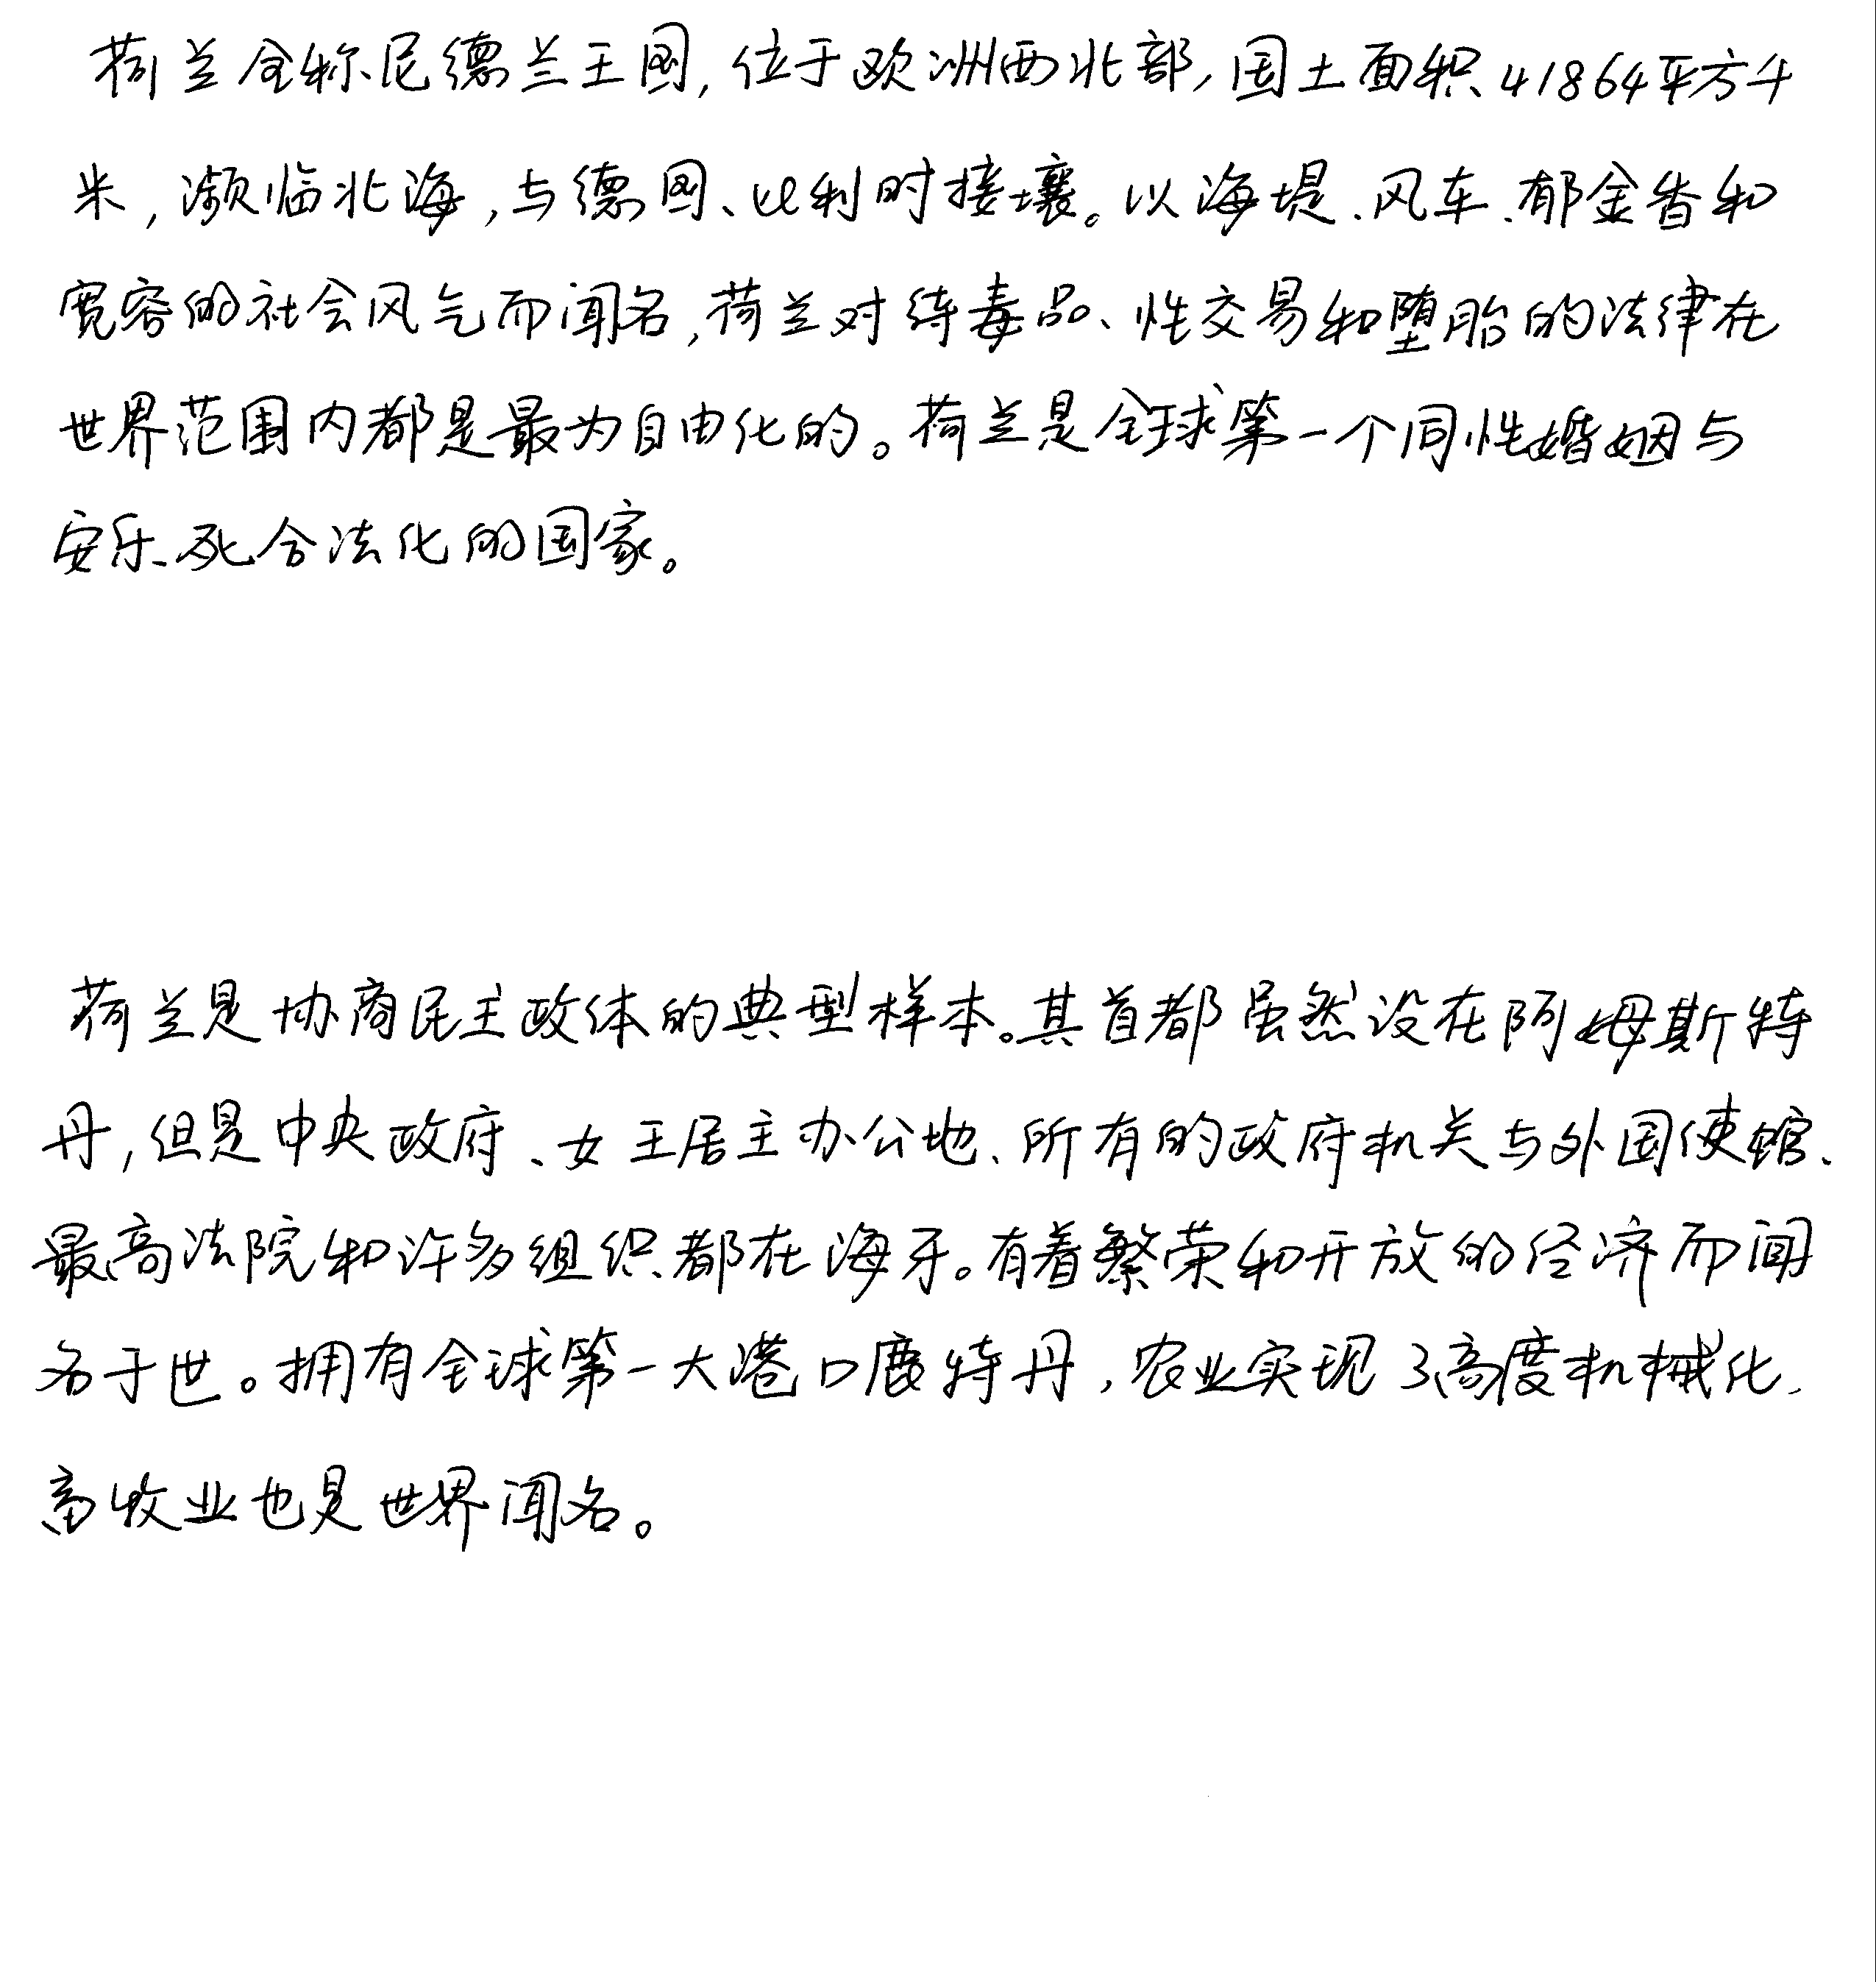 荷兰全称尼德兰王国,位于欧洲西北部,国土面积41864平方千
米,濒临北海,与德国、比利时接壤。以海堤、风车、郁金香和
宽容的社会风气而闻名,荷兰对待毒品、性交易和堕胎的法律在
世界范围内都是最为自由化的。荷兰是全球第一个同性婚姻与
安乐死合法化的国家。
荷兰是协商民主政体的典型样本。其首都虽然设在阿姆斯特
丹,但是中央政府、女王居主办公地、所有的政府机关与外国使馆、
最高法院和许多组织都在海牙。有着繁荣和开放的经济而闻
名于世。拥有全球第一大港口鹿特丹,农业实现了高度机械化,
畜牧业也是世界闻名。